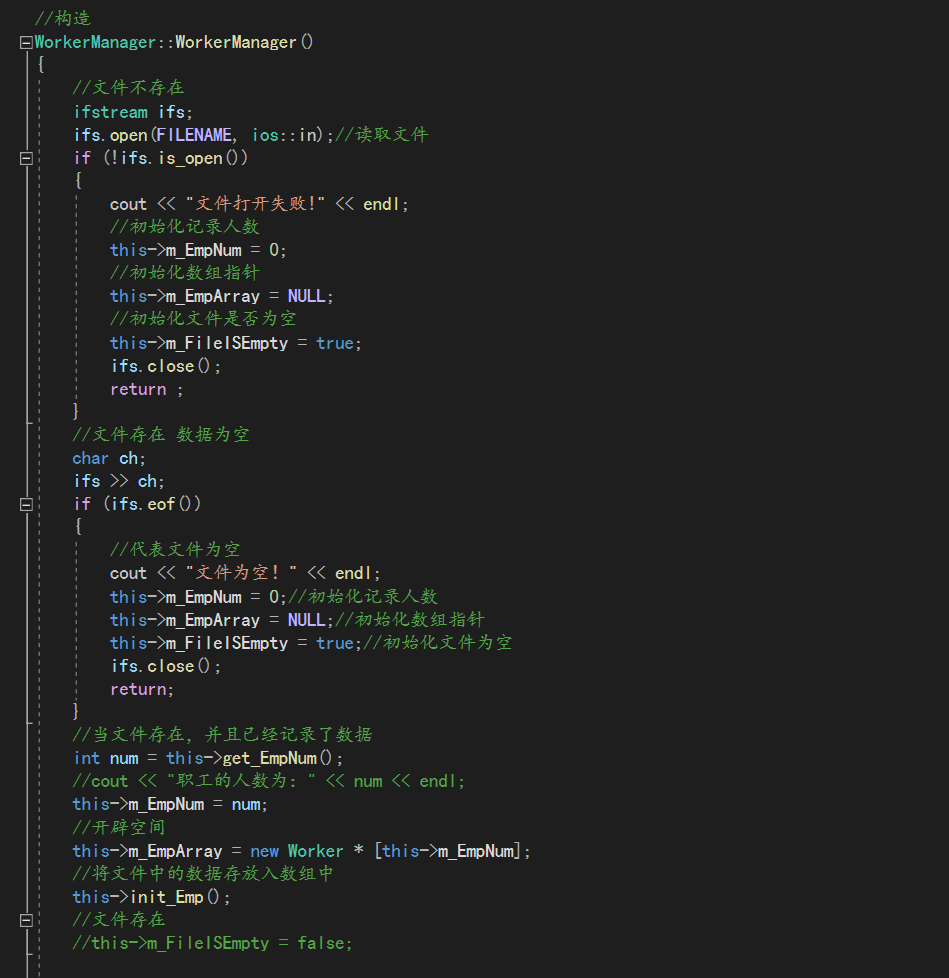 //构造
WorkerManager::WorkerManager()
{
//文件不存在
ifstream ifs;
ifs.open(FILENAME, ios::in);//读取文件
if (!ifs.is_open())
{
cout << "文件打开失败!" << endl;
//初始化记录人数
this->m_EmpNum = 0;
//初始化数组指针
this->m_EmpArray = NULL;
//初始化文件是否为空
this->m_FileISEmpty = true;
ifs.close();
return ;
}
//文件存在 数据为空
char ch;
ifs >> ch;
if (ifs.eof())
{
//代表文件为空
cout << "文件为空！" << endl;
this->m_EmpNum = 0;//初始化记录人数
this->m_EmpArray = NULL;//初始化数组指针
this->m_FileISEmpty = true;//初始化文件为空
ifs.close();
return;
}
//当文件存在，并且已经记录了数据
int num = this->get_EmpNum();
//cout << "职工的人数为：" << num << endl;
this->m_EmpNum = num;
//开辟空间
this->m_EmpArray = new Worker * [this->m_EmpNum];
//将文件中的数据存放入数组中
this->init_Emp();
//文件存在
//this->m_FileISEmpty = false;